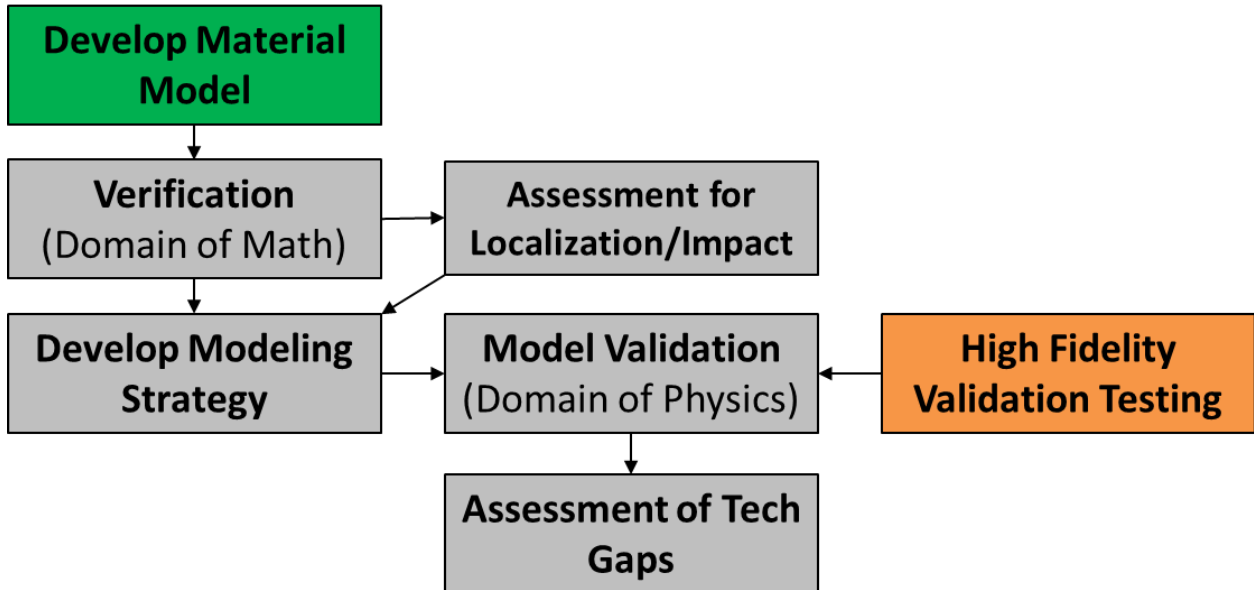 Develop Material
Model
Verification
(Domain of Math)
Assessment for
Localization/Impact
Develop Modeling
Strategy
Model Validation
(Domain of Physics)
High Fidelity
Validation Testing
Assessment of Tech
Gaps